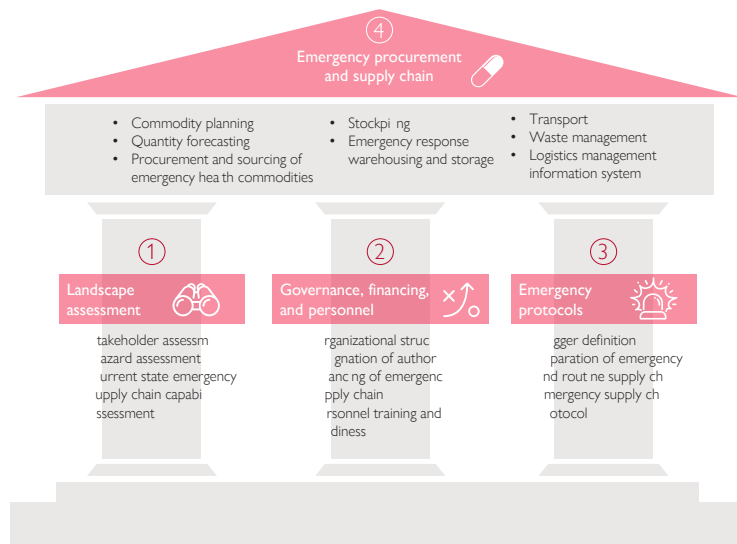 4
Emergency procurement
and supply chain
• Commodity planning
• Quantity forecasting
• Procurement and sourcing of
emergency hea th commodities
• Stockpi ng
• Emergency response
warehousing and storage
• Transport
• Waste management
• Logistics management
information system
1
Landscape
assessment
takeholder assessm
azard assessment
urrent state emergency
upply chain capabi
ssessment
2
Governance, financing,
and personnel
rganizational struc
gnation of author
anc ng of emergenc
pply chain
rsonnel training and
diness
3
Emergency
protocols
gger definition
paration of emergency
nd rout ne supply ch
mergency supply ch
otocol